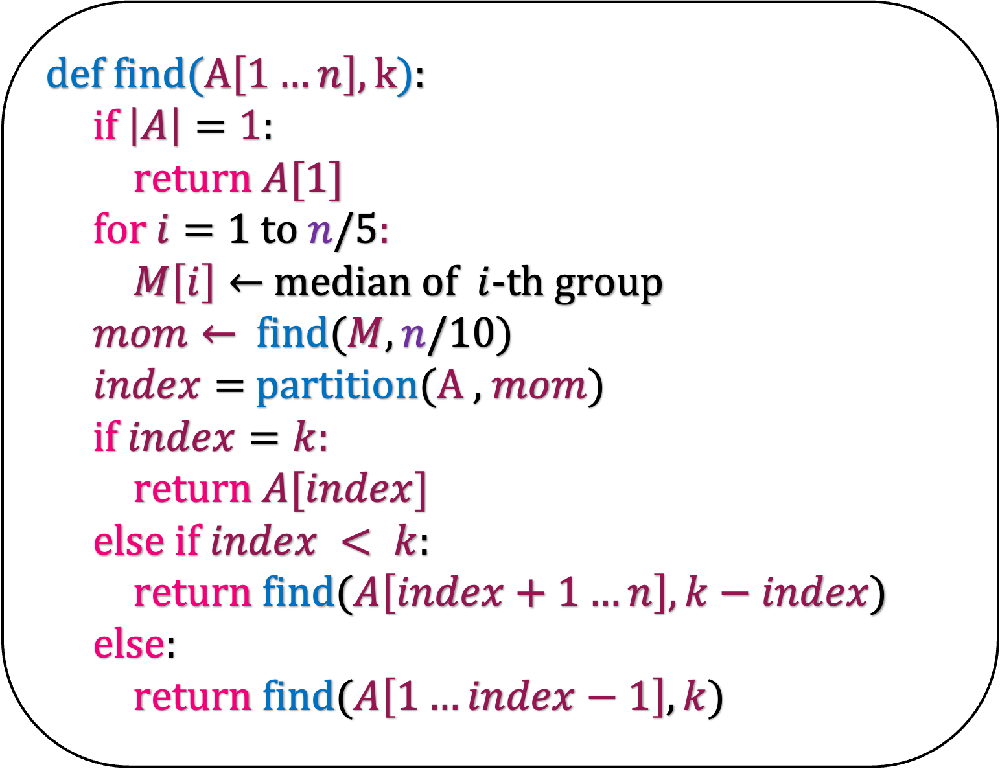 def find(A[1 … n], k):
if |A| = 1:
return A[1]
for i = 1 to n/5:
M[i] ← median of i-th group
mom ← find(M, n/10)
index = partition(A , mom)
if index = k:
return A[index]
else if index < k:
return find(A[index + 1 … n], k − index)
else:
return find(A[1 … index − 1], k)